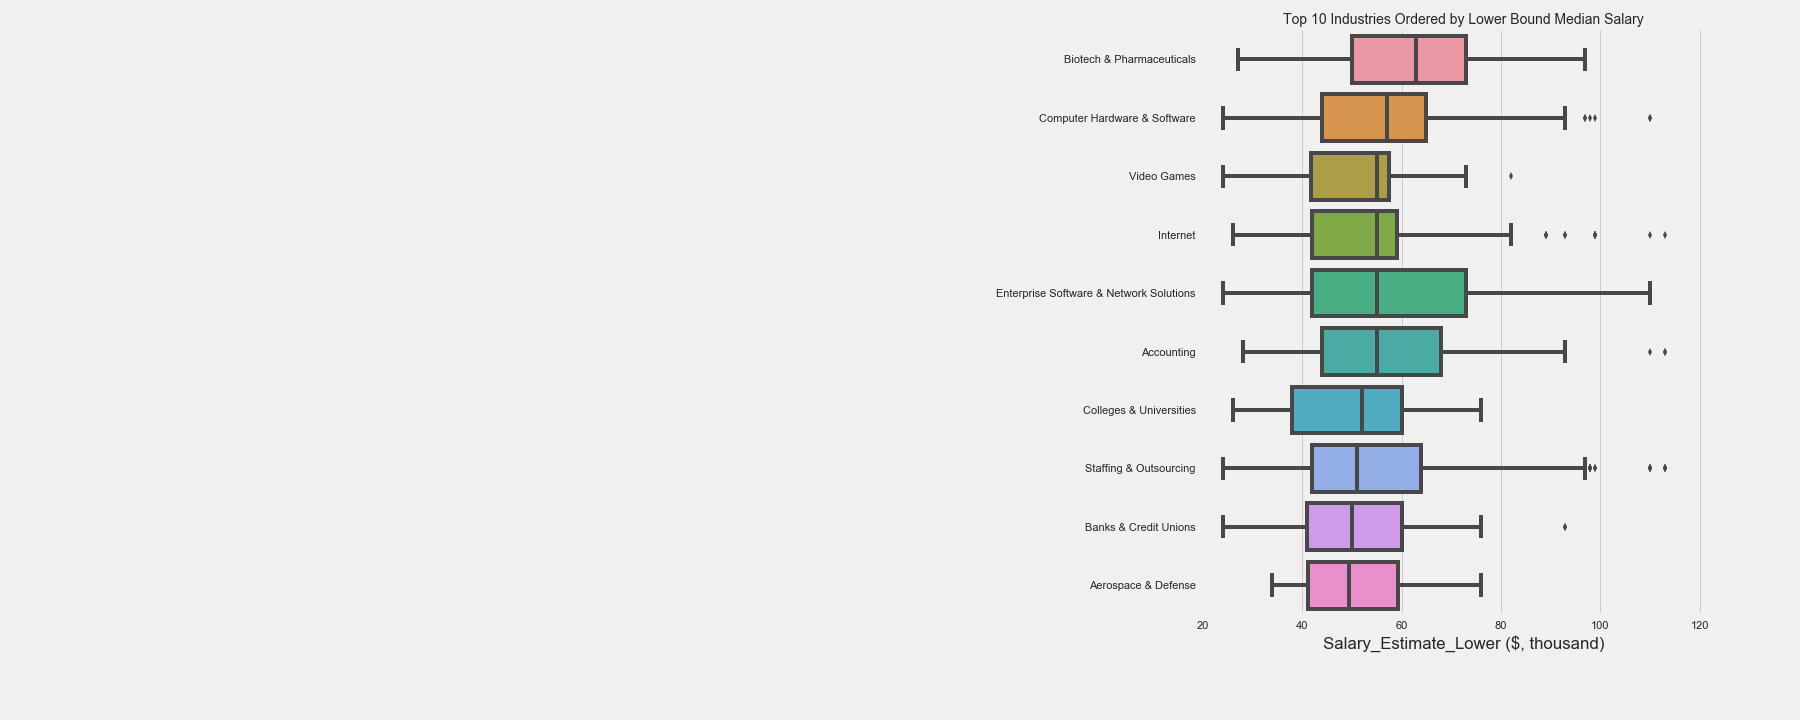 Top 10 Industries Ordered by Lower Bound Median Salary
Biotech & Pharmaceuticals
Computer Hardware & Software
Video Games
Internet
Enterprise Software & Network Solutions
Accounting
Colleges & Universities
Staffing & Outsourcing
Banks & Credit Unions
Aerospace & Defense
20 40 60 80 100 120
Salary_Estimate_Lower ($, thousand)